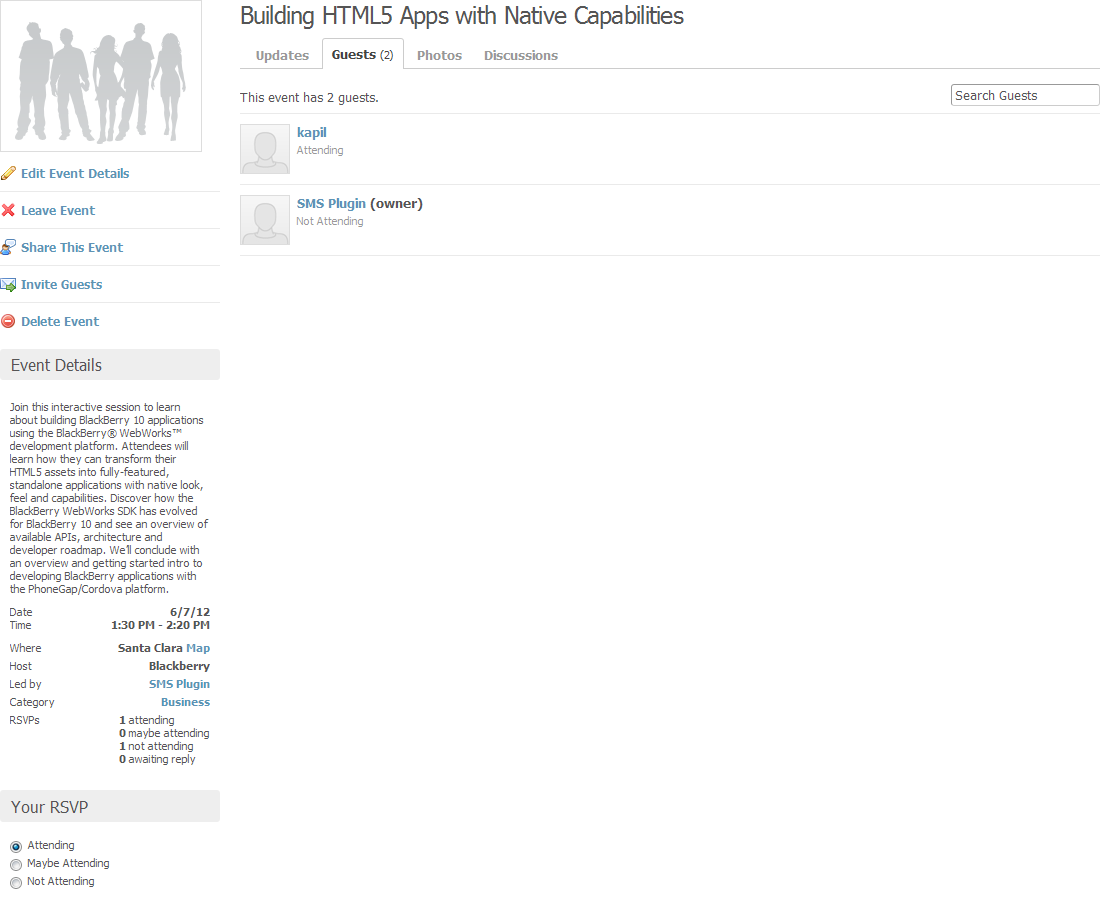 Building HTML5 Apps with Native Capabilities
Updates Guests (2) Photos Discussions
This event has 2 guests. Search Guests
kapil
Attending
SMS Plugin (owner)
Not Attending
Edit Event Details
Leave Event
Share This Event
Invite Guests
Delete Event
Event Details
Join this interactive session to learn
about building BlackBerry 10 applications
using the BlackBerry® WebWorks™
development platform. Attendees will
learn how they can transform their
HTML5 assets into fully-featured,
standalone applications with native look,
feel and capabilities. Discover how the
BlackBerry WebWorks SDK has evolved
for BlackBerry 10 and see an overview of
available APIs, architecture and
developer roadmap. We'll conclude with
an overview and getting started intro to
developing BlackBerry applications with
the PhoneGap/Cordova platform.
Date 6/7/12
Time 1:30 PM - 2:20 PM
Where Santa Clara Map
Host Blackberry
Led by SMS Plugin
Category Business
RSVPs 1 attending
0 maybe attending
1 not attending
0 awaiting reply
Your RSVP
Attending
Maybe Attending
Not Attending